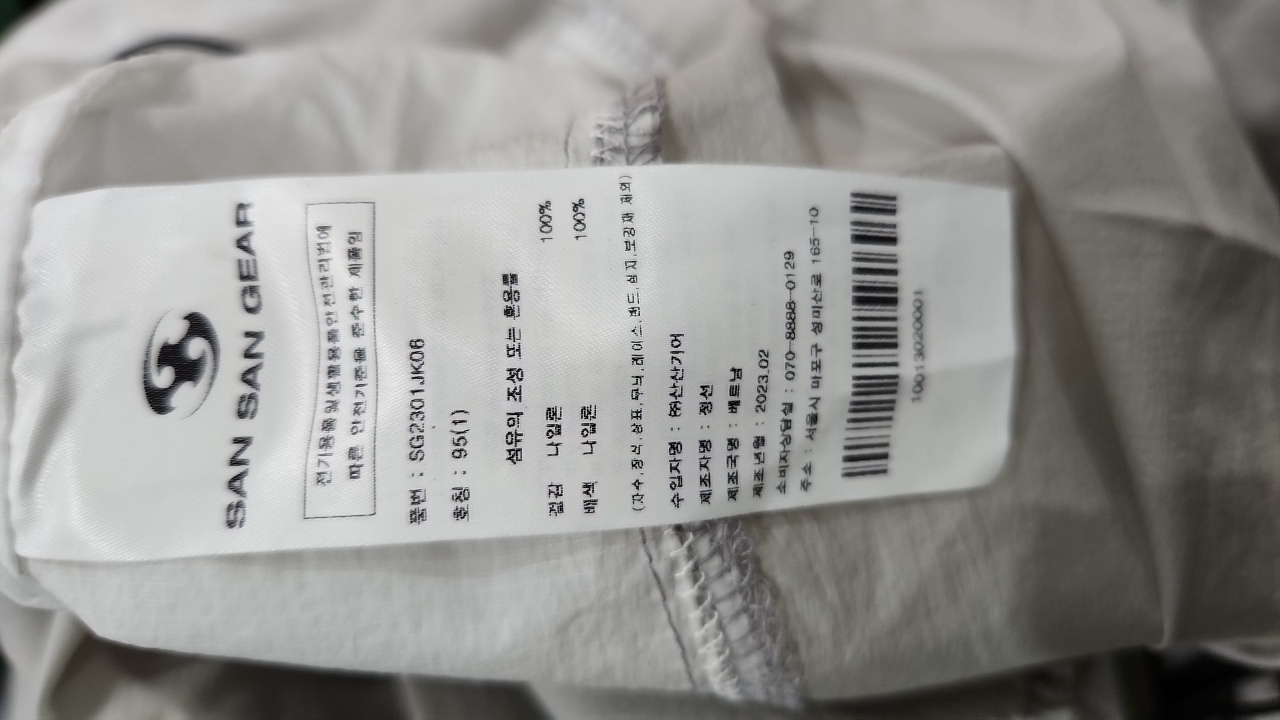 SAN SAN GEAR
전기용품및생활용품안전관리법에
따른 안전기준을 준수한 제품임
품번 : SG2301JK06
호칭 : 95(1)
섬유의 조성 또는 혼용률
겉감 나일론 100%
배색 나일론 100%
(자수,장식,상표,무늬,레이스,밴드,심지,보강재 제외)
수입자명 : ㈜산산기어
제조자명 : 정선
제조국명 : 베트남
제조년월 : 2023.02
소비자상담실 : 070-8888-0129
주소 : 서울시 마포구 성미산로 165-10
10013020001